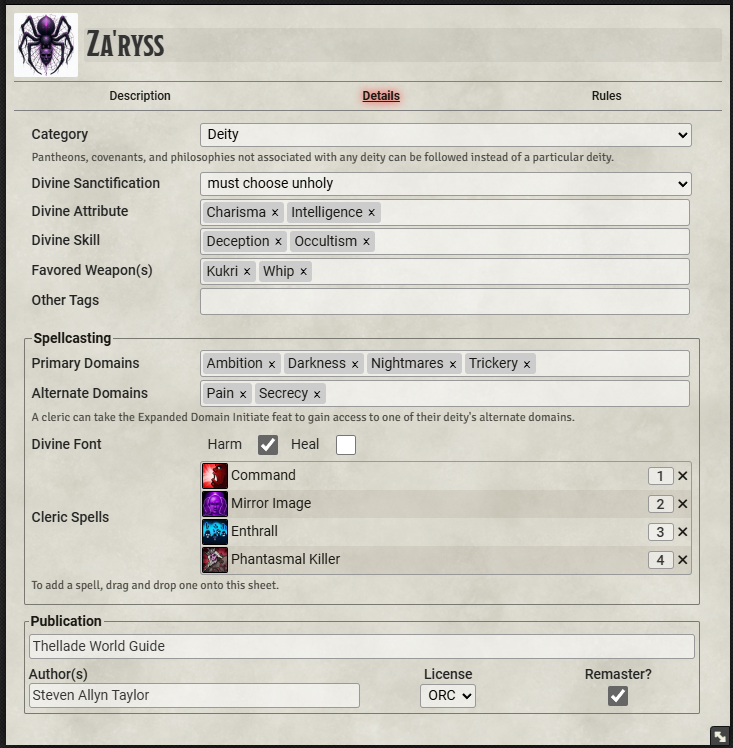 Za'ryss
Description Details Rules
Category Deity
Pantheons, covenants, and philosophies not associated with any deity can be followed instead of a particular deity.
Divine Sanctification must choose unholy
Divine Attribute Charisma × Intelligence ×
Divine Skill Deception × Occultism ×
Favored Weapon(s) Kukri × Whip ×
Other Tags
Spellcasting
Primary Domains Ambition × Darkness × Nightmares × Trickery ×
Alternate Domains Pain × Secrecy ×
A cleric can take the Expanded Domain Initiate feat to gain access to one of their deity's alternate domains.
Divine Font Harm Heal
Cleric Spells
Command 1 ×
Mirror Image 2 ×
Enthrall 3 ×
Phantasmal Killer 4 ×
To add a spell, drag and drop one onto this sheet.
Publication
Thellade World Guide
Author(s) License Remaster?
Steven Allyn Taylor ORC